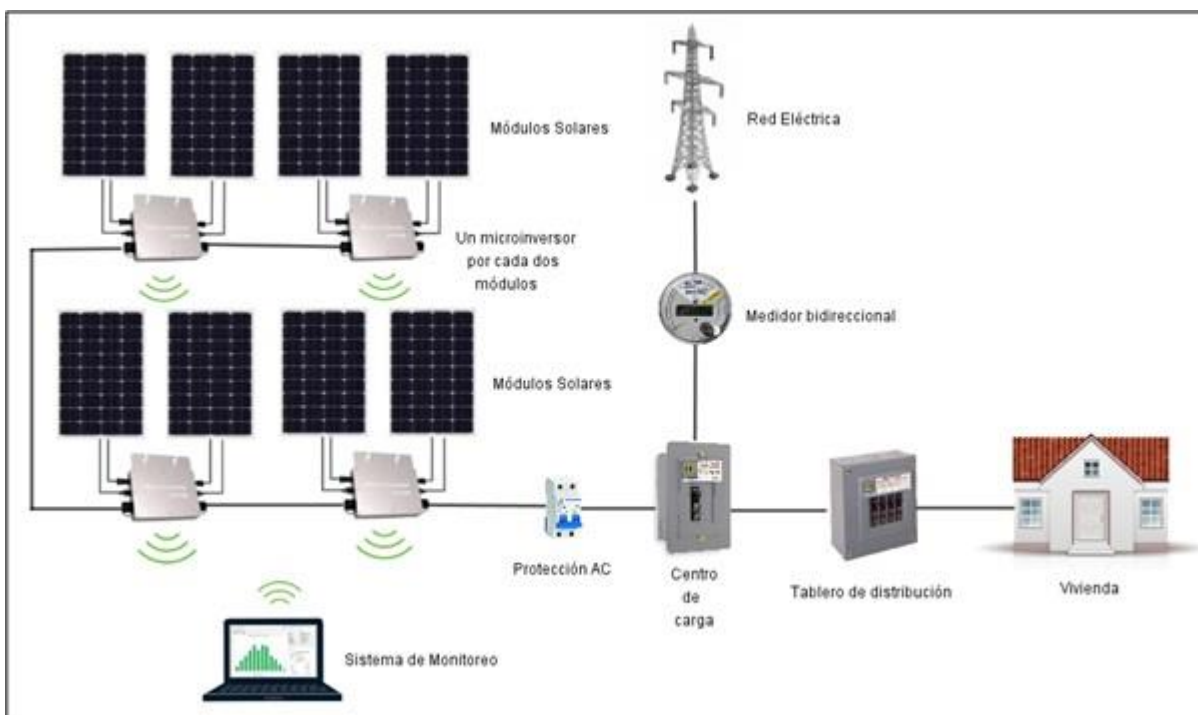 Módulos Solares
Red Eléctrica
Un microinversor
por cada dos
módulos
Medidor bidireccional
Módulos Solares
Protección AC
Centro
de
carga
Tablero de distribución
Vivienda
Sistema de Monitoreo